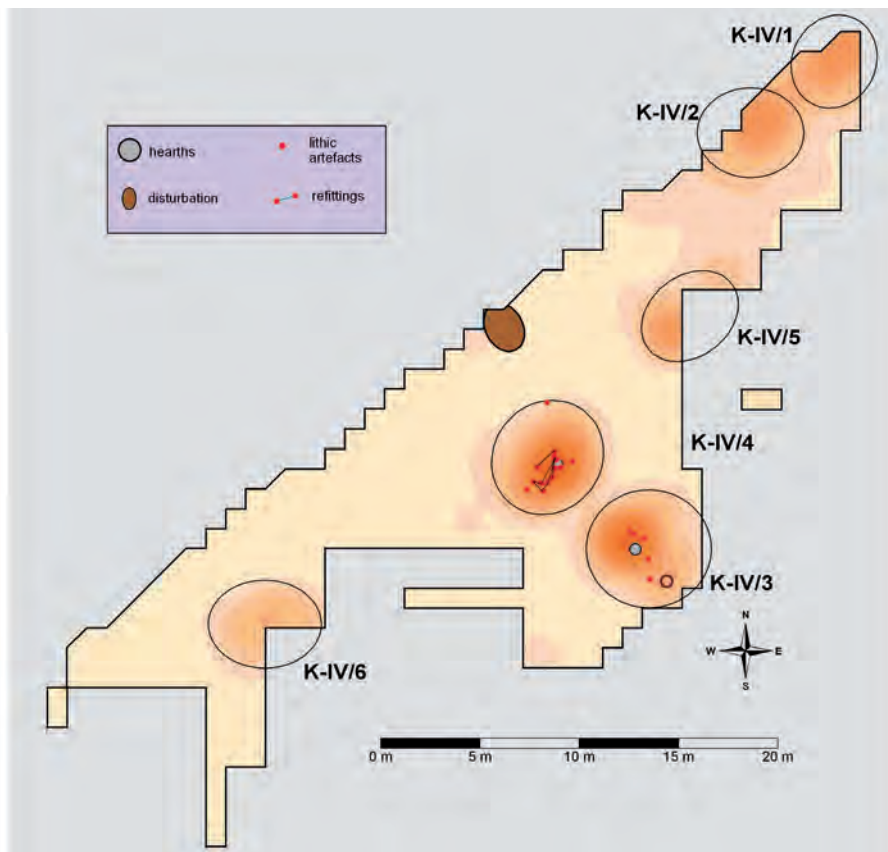 K-IV/1
K-IV/2
hearths
lithic
artefacts
disturbation
refittings
K-IV/5
K-IV/4
K-IV/3
K-IV/6
N
W E
S
0 m 5 m 10 m 15 m 20 m